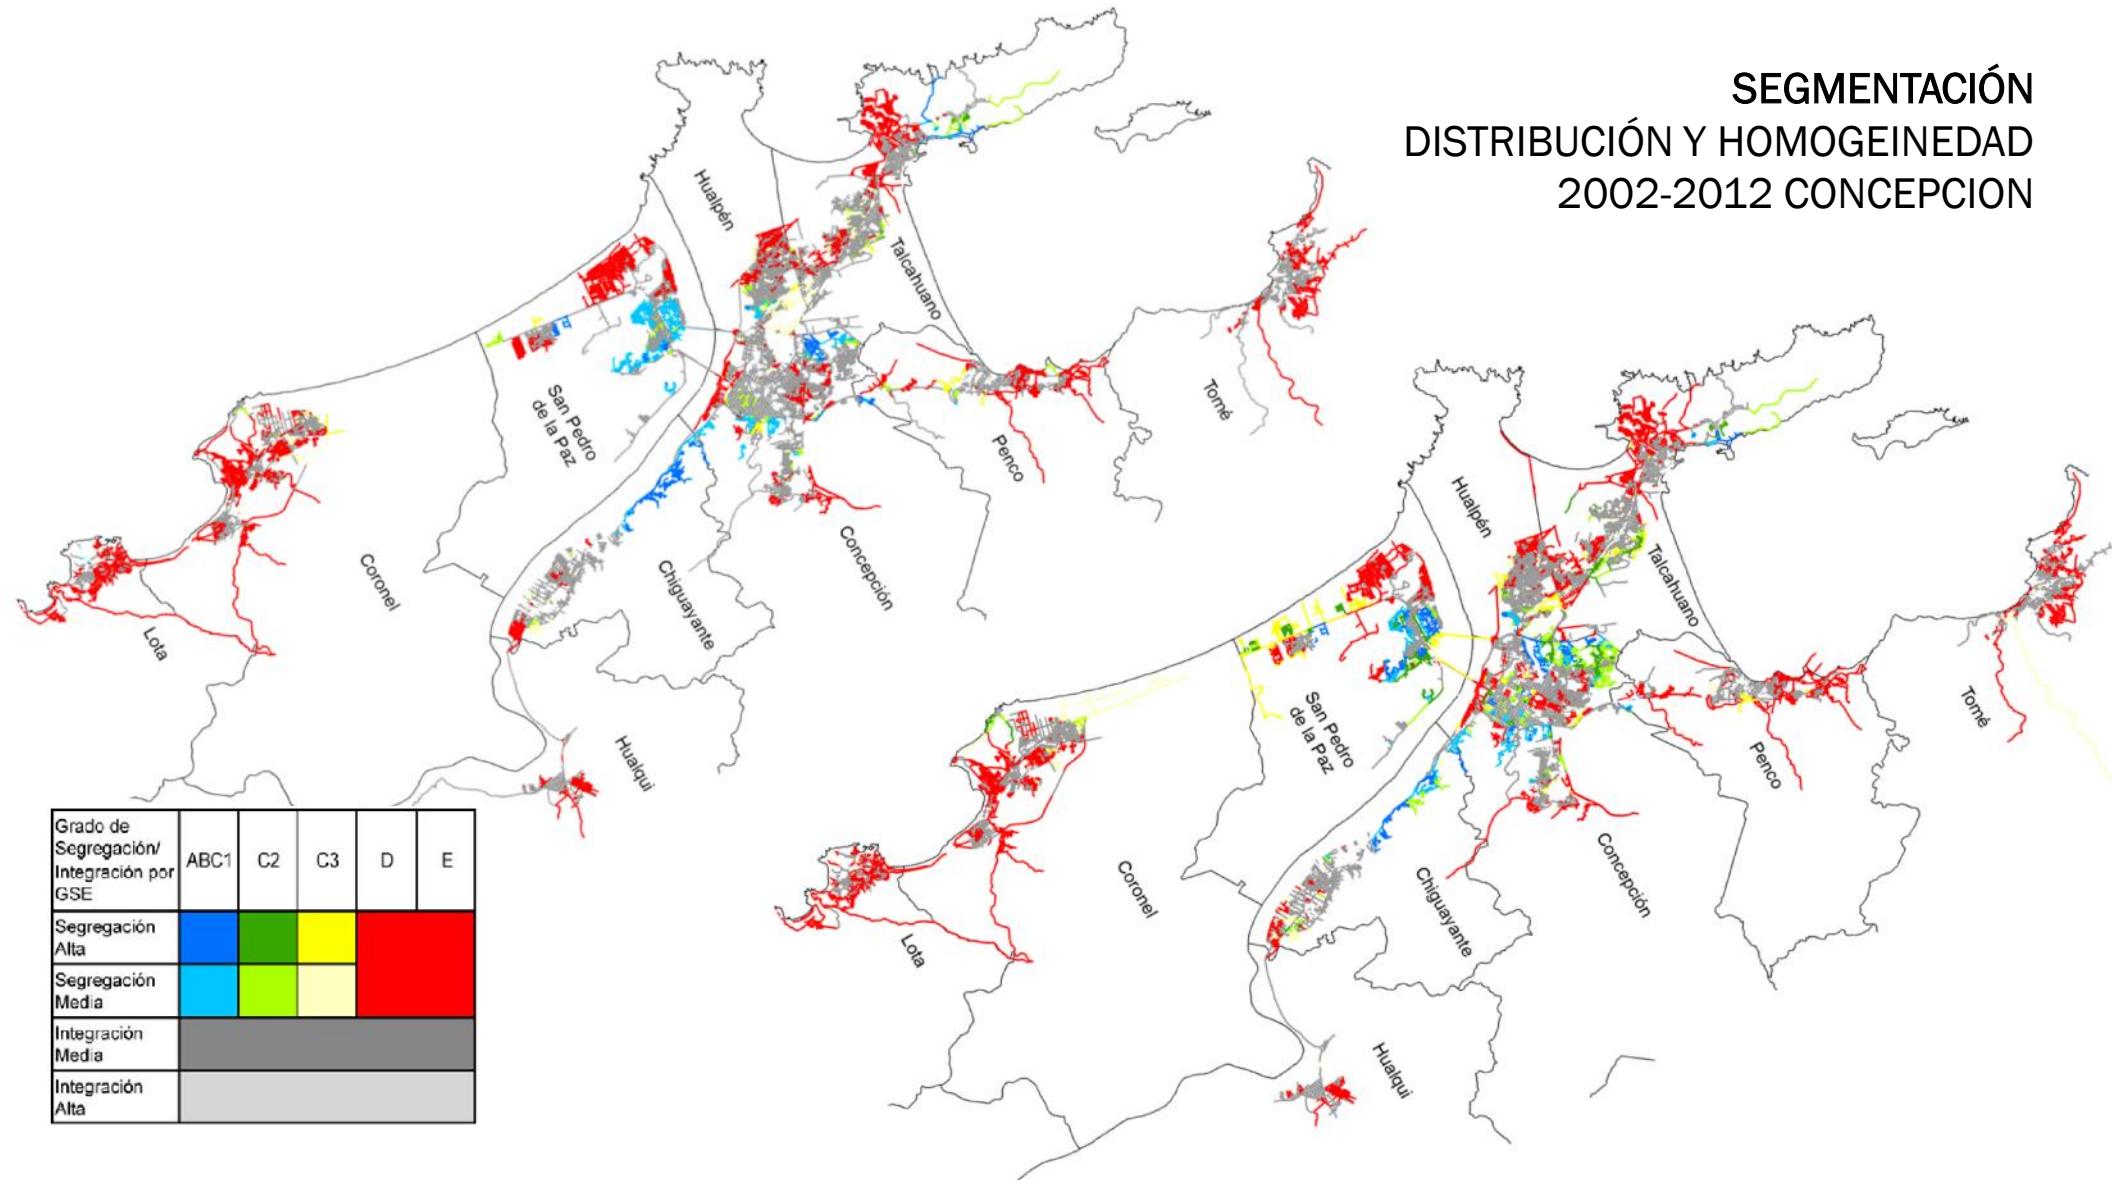 SEGMENTACIÓN
DISTRIBUCIÓN Y HOMOGEINEDAD
2002-2012 CONCEPCION
Hualpén
Talcahuano
San Pedro
de la Paz
Tomé
Penco
Concepción
Coronel
Chiguayante
Lota
Hualqui
Hualpén
Talcahuano
San Pedro
de la Paz
Tomé
Penco
Concepción
Coronel
Chiguayante
Lota
Hualqui
Grado de
Segregación/
Integración por
GSE
ABC1
C2
C3
D
E
Segregación
Alta
Segregación
Media
Integración
Media
Integración
Alta